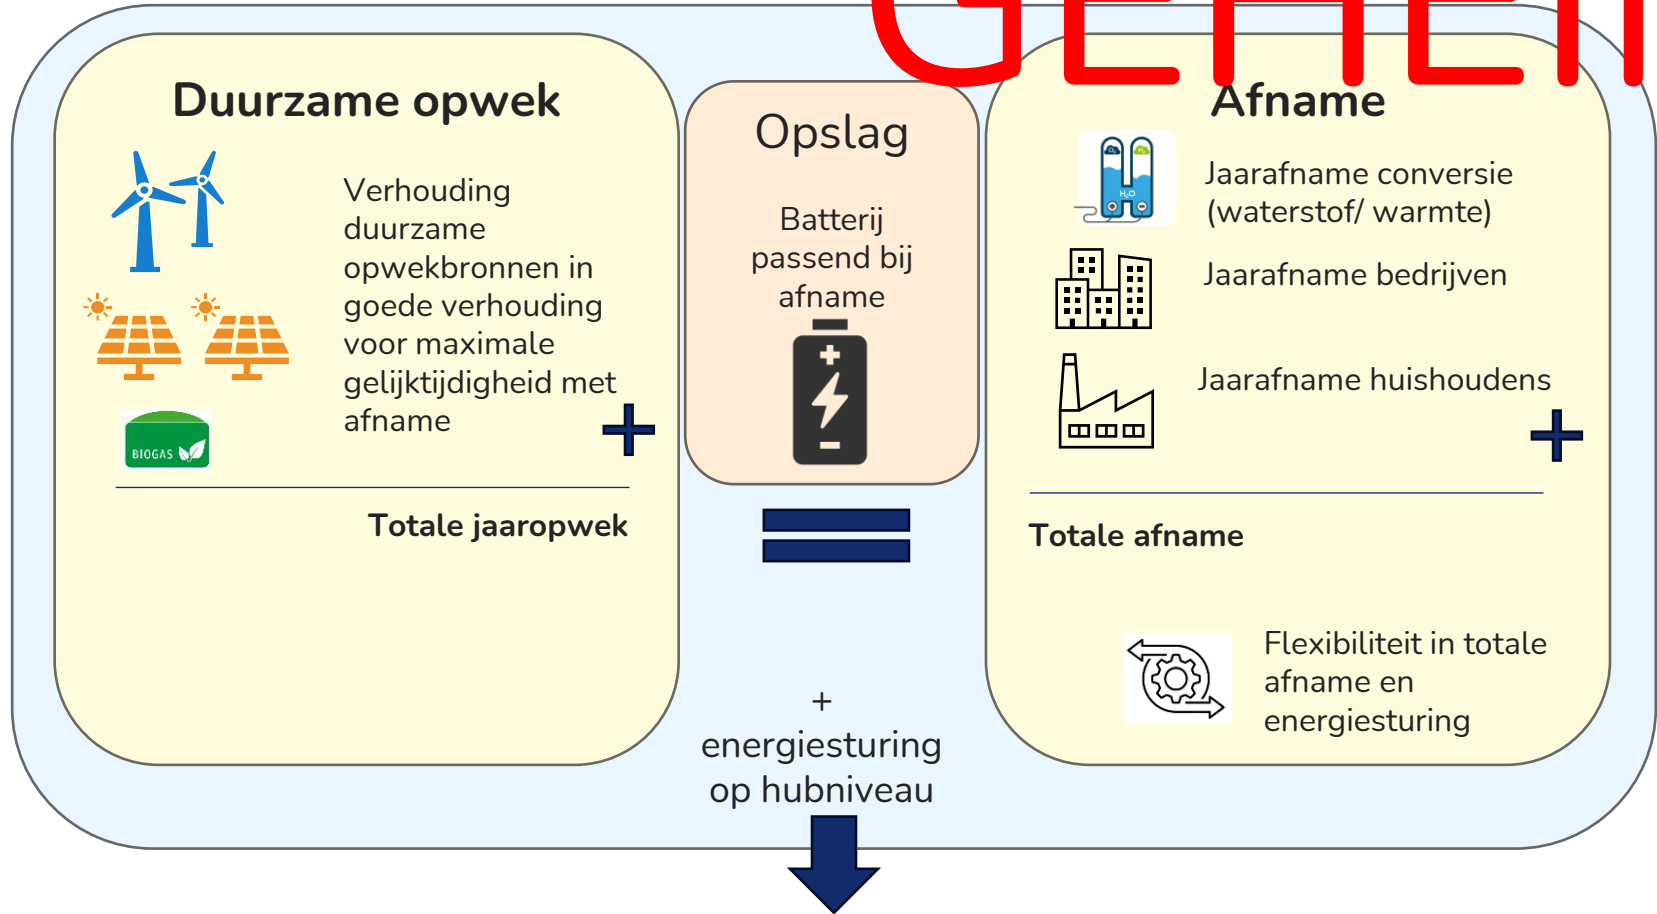 Duurzame opwek
Verhouding
duurzame
opwekbronnen in
goede verhouding
voor maximale
gelijktijdigheid met
afname
BIOGAS
Totale jaaropwek
Opslag
Batterij
passend bij
afname
+
energiesturing
op hubniveau
Afname
H₂O
Jaarafname conversie
(waterstof/ warmte)
Jaarafname bedrijven
Jaarafname huishoudens
Totale afname
Flexibiliteit in totale
afname en
energiesturing